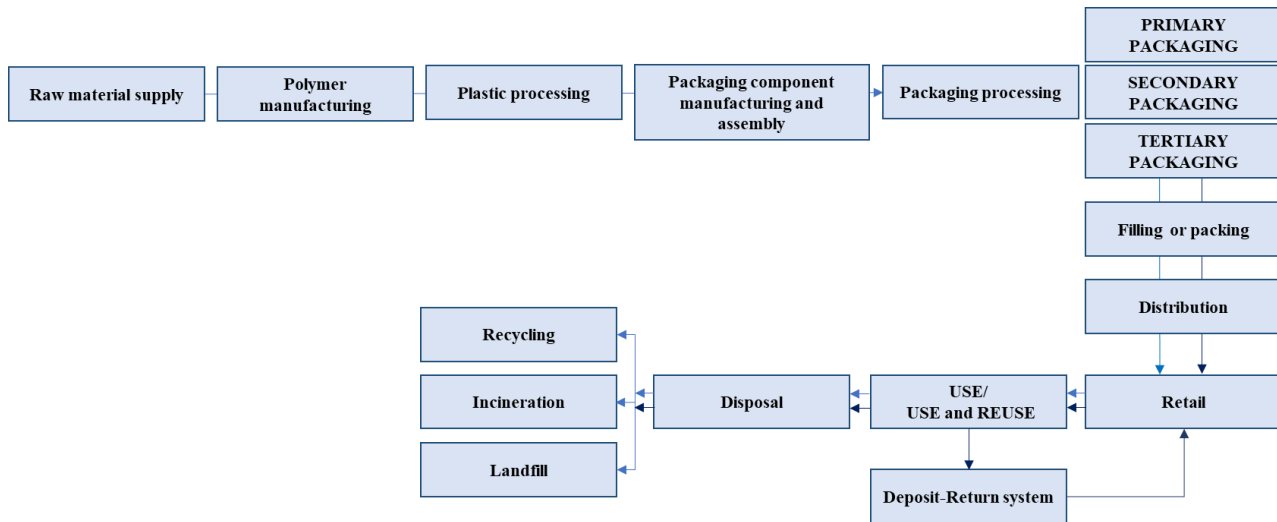 PRIMARY
PACKAGING
Raw material supply
Polymer
manufacturing
Plastic processing
Packaging component
manufacturing and
assembly
Packaging processing
SECONDARY
PACKAGING
TERTIARY
PACKAGING
Filling or packing
Distribution
Recycling
Incineration
Disposal
USE/
USE and REUSE
Retail
Landfill
Deposit-Return system